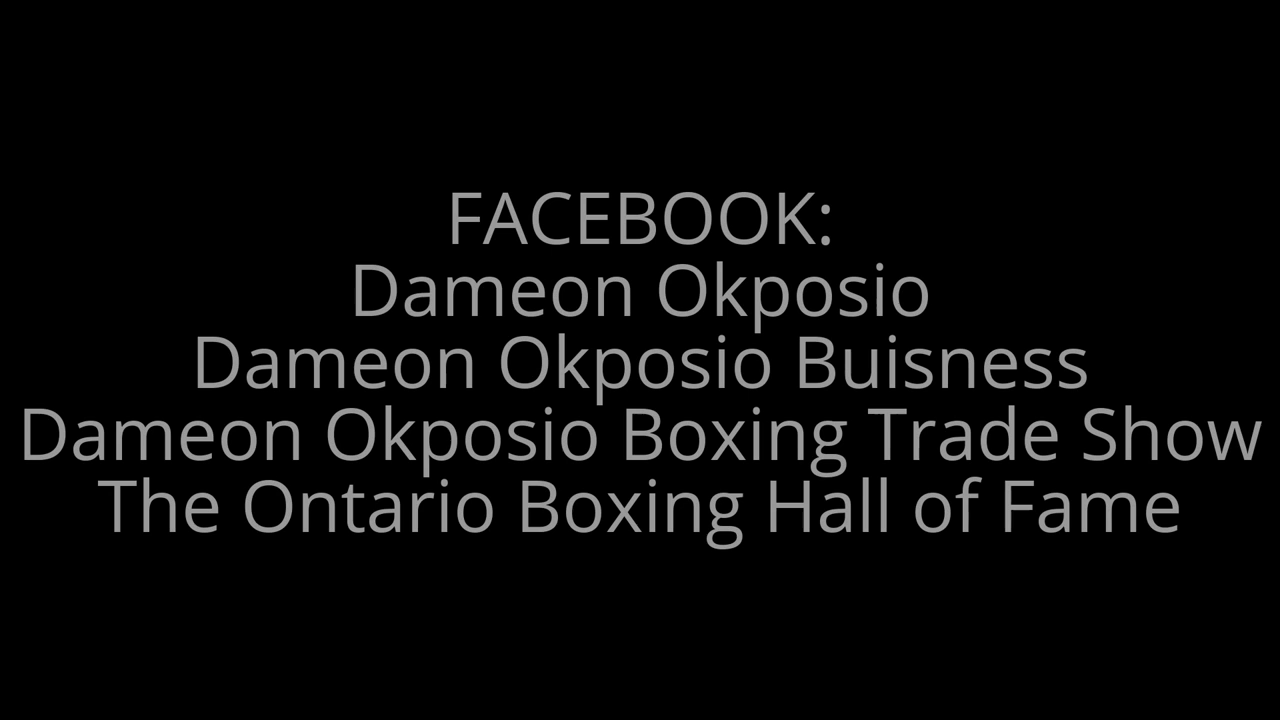 FACEBOOK:
Dameon Okposio
Dameon Okposio Buisness
Dameon Okposio Boxing Trade Show
The Ontario Boxing Hall of Fame